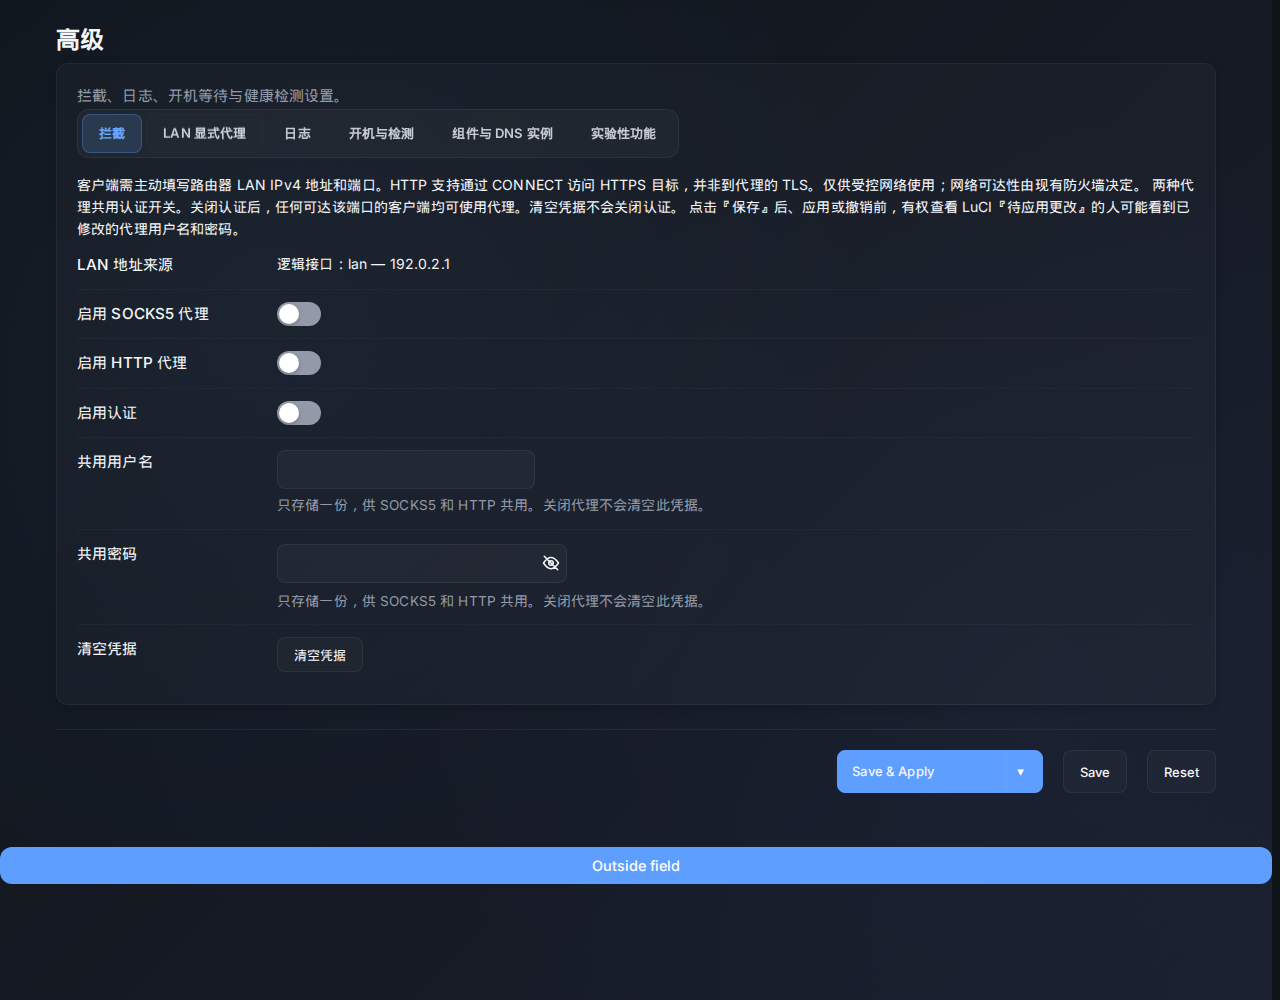 高级
拦截、日志、开机等待与健康检测设置。
拦截 LAN 显式代理 日志 开机与检测 组件与 DNS 实例 实验性功能
客户端需主动填写路由器 LAN IPv4 地址和端口。HTTP 支持通过 CONNECT 访问 HTTPS 目标，并非到代理的 TLS。仅供受控网络使用；网络可达性由现有防火墙决定。 两种代
理共用认证开关。关闭认证后，任何可达该端口的客户端均可使用代理。清空凭据不会关闭认证。 点击『保存』后、应用或撤销前，有权查看 LuCI『待应用更改』的人可能看到已
修改的代理用户名和密码。
LAN 地址来源 逻辑接口：lan — 192.0.2.1
启用 SOCKS5 代理
启用 HTTP 代理
启用认证
共用用户名
只存储一份，供 SOCKS5 和 HTTP 共用。关闭代理不会清空此凭据。
共用密码
只存储一份，供 SOCKS5 和 HTTP 共用。关闭代理不会清空此凭据。
清空凭据 清空凭据
Save & Apply ▼ Save Reset
Outside field